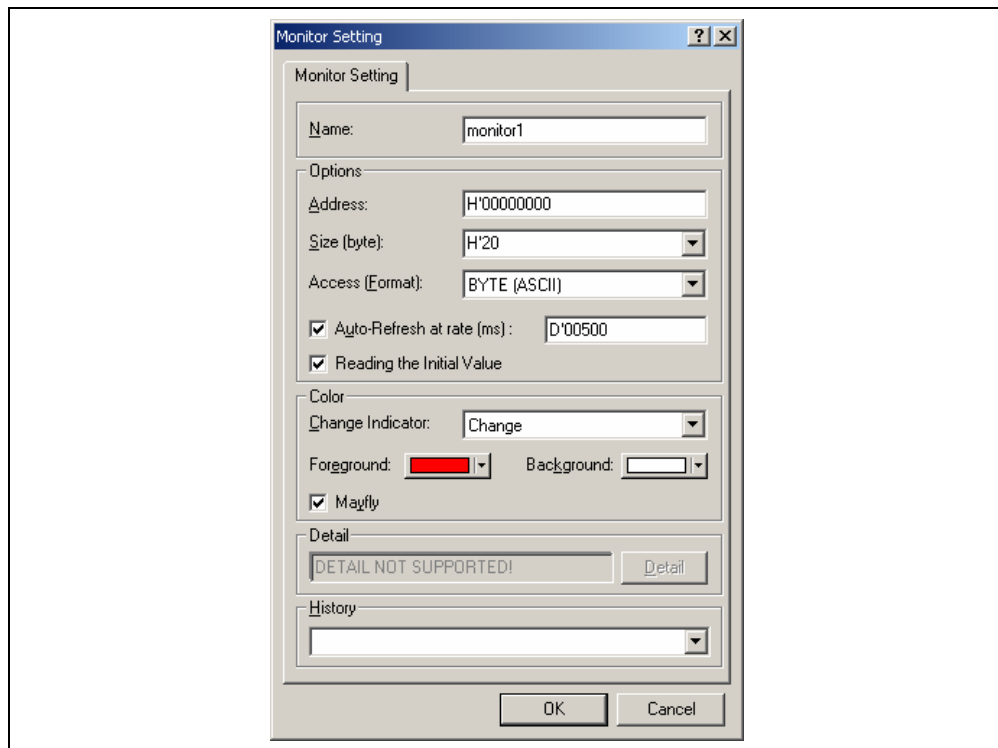 Monitor Setting
Monitor Setting
Name: monitor1
Options
Address: H'00000000
Size (byte): H'20
Access (Format): BYTE (ASCII)
Auto-Refresh at rate (ms) : D'00500
Reading the Initial Value
Color
Change Indicator: Change
Foreground: Background:
Mayfly
Detail
DETAIL NOT SUPPORTED! Detail
History
OK Cancel